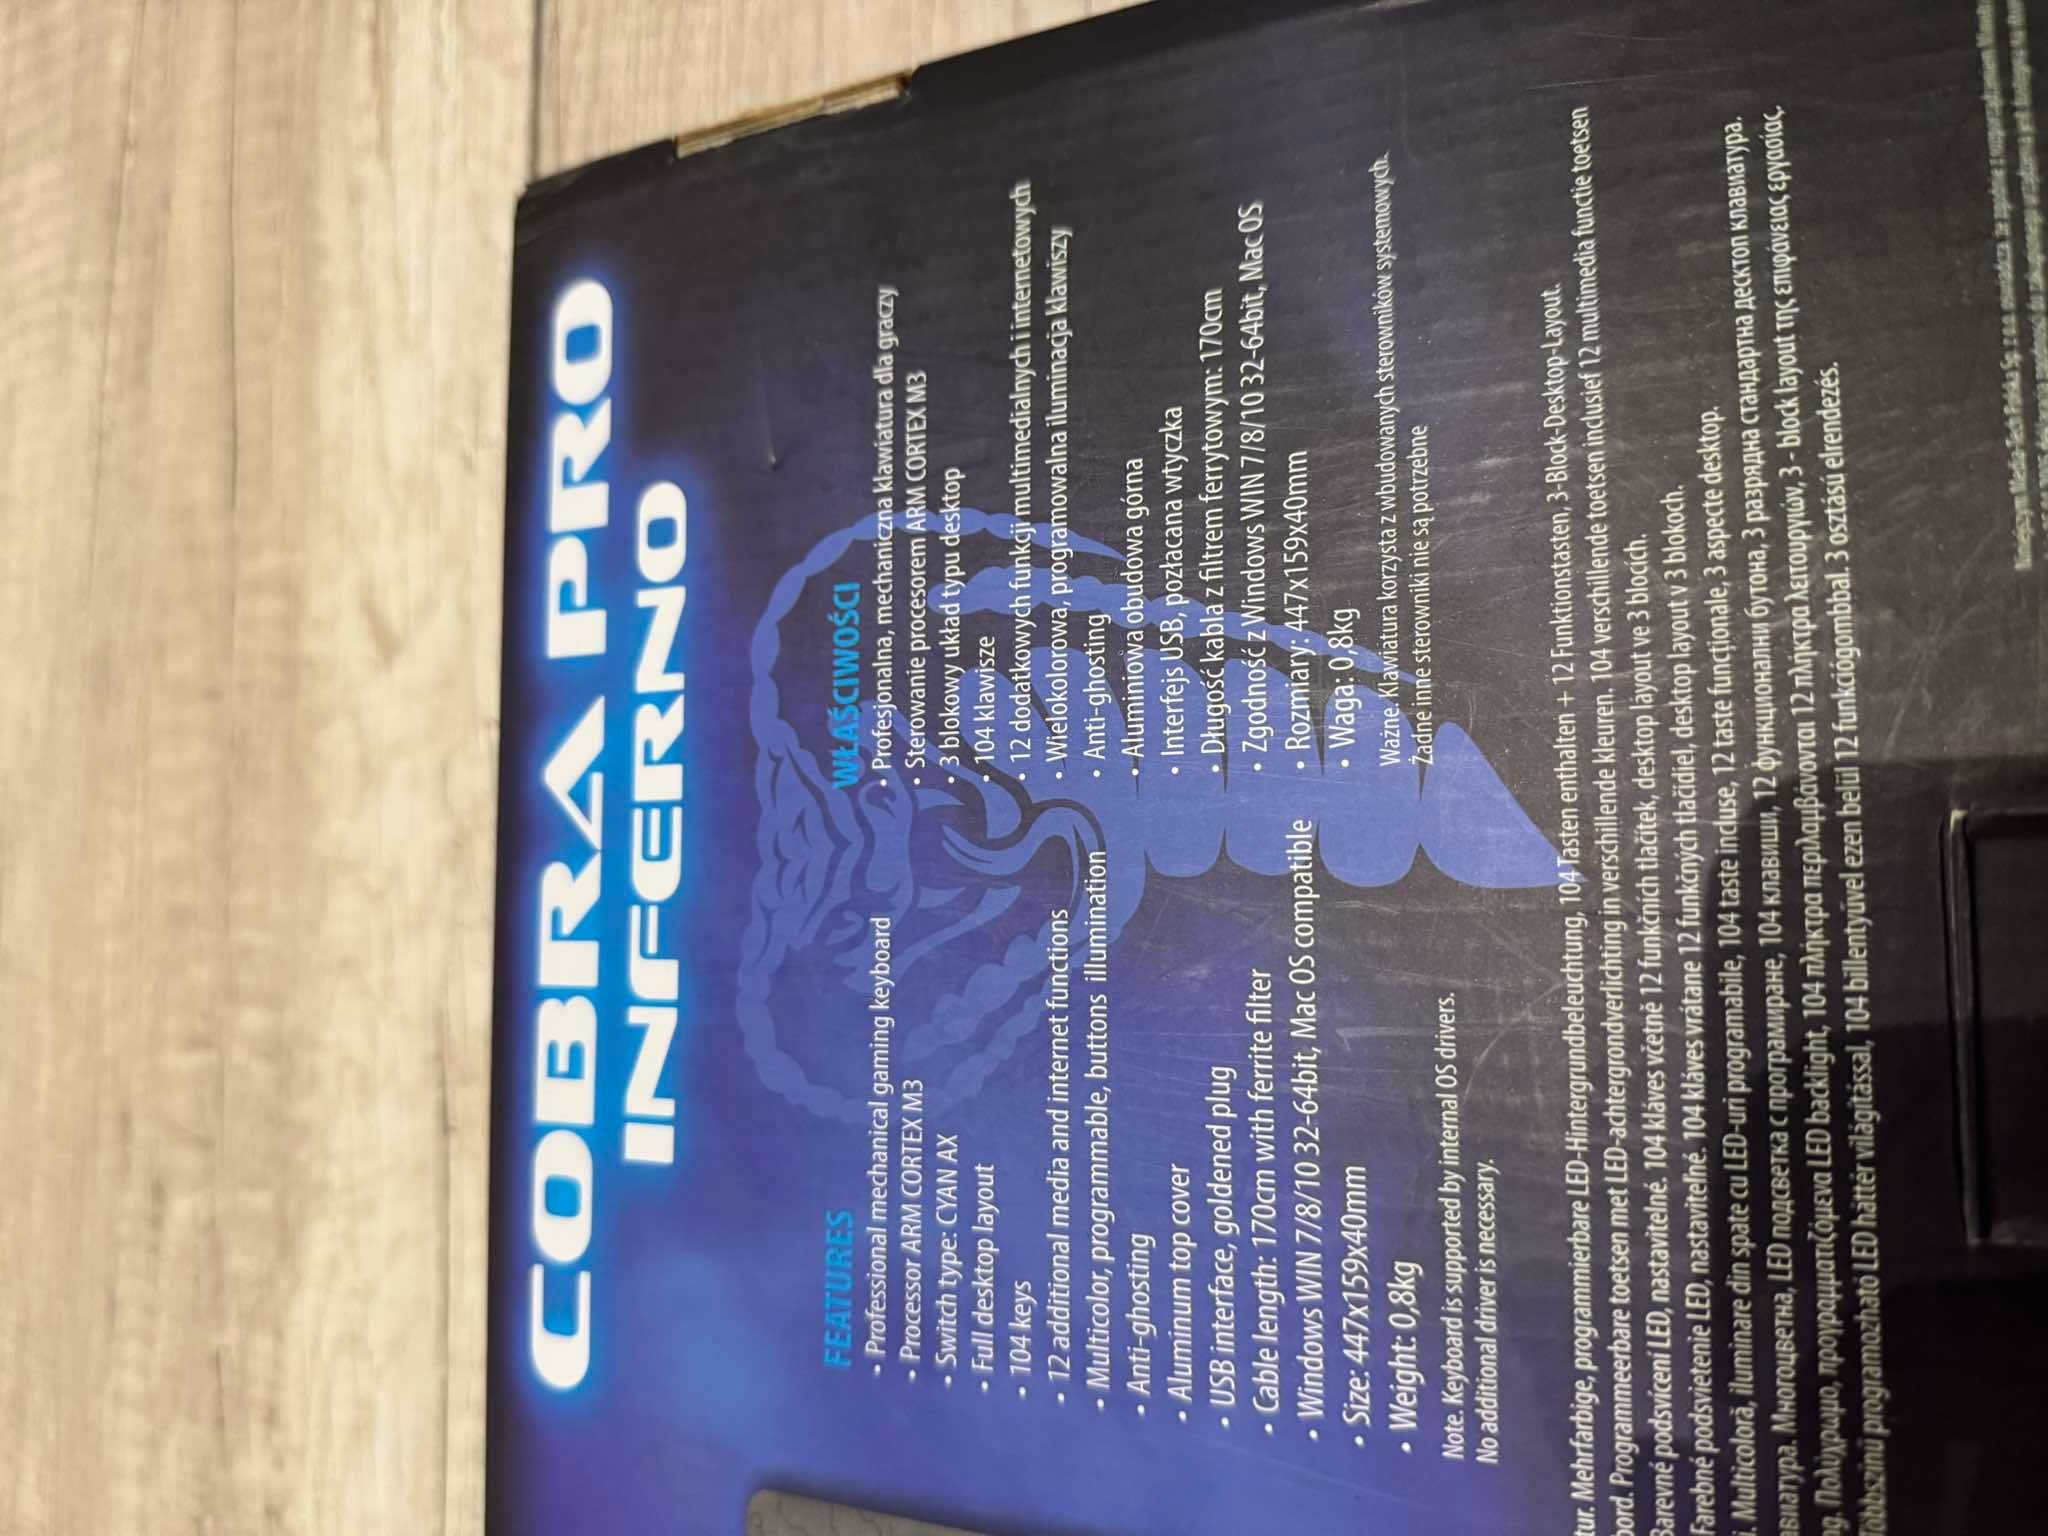 COBRA PRO
INFERNO
FEATURES
• Professional mechanical gaming keyboard
• Processor ARM CORTEX M3
• Switch type: CYAN AX
• Full desktop layout
• 104 keys
• 12 additional media and internet functions
• Multicolor, programmable, buttons illumination
• Anti-ghosting
• Aluminum top cover
• USB interface, goldened plug
• Cable length: 170cm with ferrite filter
• Windows WIN 7/8/10 32-64bit, Mac OS compatible
• Size: 447x159x40mm
• Weight: 0,8kg
Note. Keyboard is supported by internal OS drivers.
No additional driver is necessary.
WŁAŚCIWOŚCI
• Profesjonalna, mechaniczna klawiatura dla graczy
• Sterowanie procesorem ARM CORTEX M3
• 3 blokowy układ typu desktop
• 104 klawisze
• 12 dodatkowych funkcji multimedialnych i internetowych
• Wielokolorowa, programowalna iluminacja klawiszy
• Anti-ghosting
• Aluminiowa obudowa górna
• Interfejs USB, pozłacana wtyczka
• Długość kabla z filtrem ferrytowym: 170cm
• Zgodność z Windows WIN 7/8/10 32-64bit, Mac OS
• Rozmiary: 447x159x40mm
• Waga: 0,8kg
Ważne. Klawiatura korzysta z wbudowanych sterowników systemowych.
Żadne inne sterowniki nie są potrzebne
Mehrfarbige, programmierbare LED-Hintergrundbeleuchtung, 104 Tasten enthalten + 12 Funktionstasten, 3-Block-Desktop-Layout.
Programmeerbare toetsen met LED-achtergrondverlichting in verschillende kleuren. 104 verschillende toetsen inclusief 12 multimedia functie toetsen
Barevné podsvícení LED, nastavitelné. 104 kláves včetně 12 funkčních tlačítek, desktop layout ve 3 blocích.
Farebné podsvietenie LED, nastaviteľné. 104 kláves vrátane 12 funkčných tlačidiel, desktop layout v 3 blokoch.
Multicoloră, iluminare din spate cu LED-uri programabile, 104 taste incluse, 12 taste funcționale, 3 aspecte desktop.
Многоцветна, LED подсветка с програмиране, 104 клавиши, 12 функционални бутона, 3 разрядна стандартна десктоп клавиатура.
Πολύχρωμο, προγραμματιζόμενα LED backlight, 104 πλήκτρα περιλαμβάνονται 12 πλήκτρα λειτουργιών, 3 - block layout της επιφάνειας εργασίας.
programozható LED háttér világítással, 104 billentyűvel ezen belül 12 funkciógombbal. 3 osztású elrendezés.